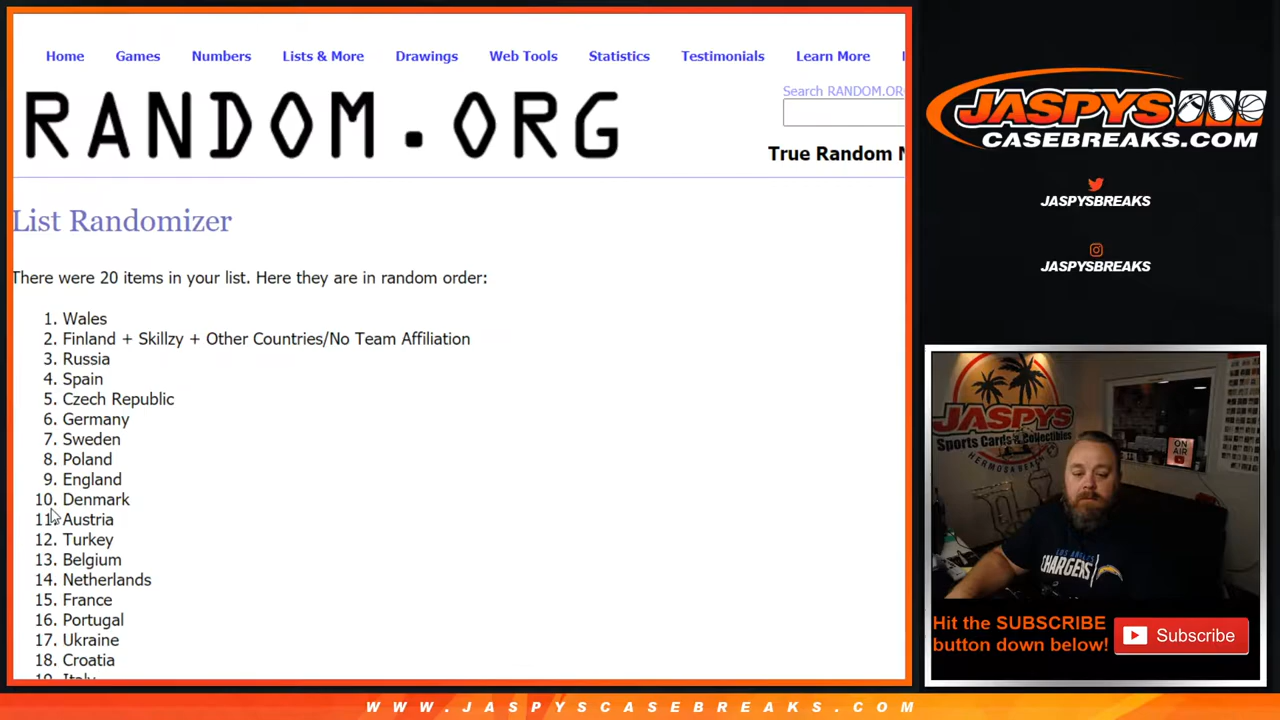 Home Games Numbers Lists & More Drawings Web Tools Statistics Testimonials Learn More
Search RANDOM.OR
RANDOM.ORG
True Random
List Randomizer
There were 20 items in your list. Here they are in random order:
1. Wales
2. Finland + Skillzy + Other Countries/No Team Affiliation
3. Russia
4. Spain
5. Czech Republic
6. Germany
7. Sweden
8. Poland
9. England
10. Denmark
11. Austria
12. Turkey
13. Belgium
14. Netherlands
15. France
16. Portugal
17. Ukraine
18. Croatia
19. Italy
JASPYS
CASEBREAKS.COM
JASPYSBREAKS
JASPYSBREAKS
JASPYS
Sports Cards & Collectibles
HERMOSA BEACH
ON AIR
LOS ANGELES
CHARGERS
Hit the SUBSCRIBE
button down below!
Subscribe
WWW.JASPYSCASEBREAKS.COM